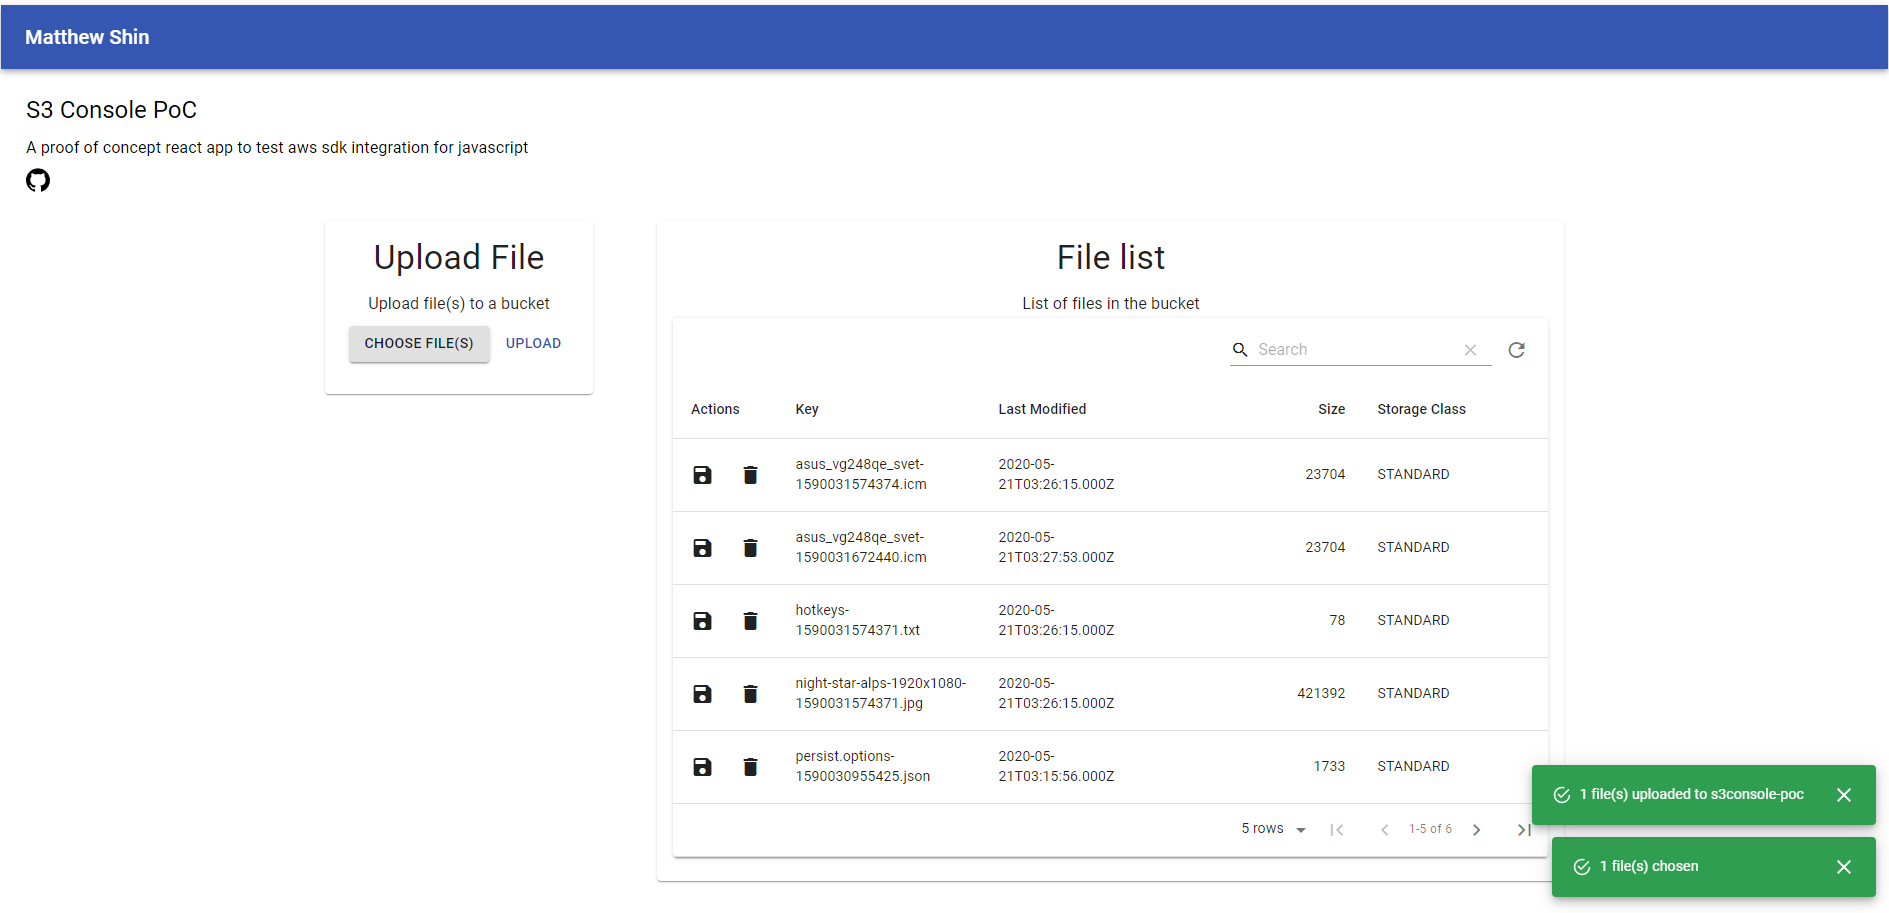 Matthew Shin
S3 Console PoC
A proof of concept react app to test aws sdk integration for javascript
Upload File
Upload file(s) to a bucket
CHOOSE FILE(S) UPLOAD
File list
List of files in the bucket
Search
Actions Key Last Modified Size Storage Class
asus_vg248qe_svet- 2020-05-
1590031574374.icm 21T03:26:15.000Z 23704 STANDARD
asus_vg248qe_svet- 2020-05-
1590031672440.icm 21T03:27:53.000Z 23704 STANDARD
hotkeys- 2020-05-
1590031574371.txt 21T03:26:15.000Z 78 STANDARD
night-star-alps-1920x1080- 2020-05-
1590031574371.jpg 21T03:26:15.000Z 421392 STANDARD
persist.options- 2020-05-
1590030955425.json 21T03:15:56.000Z 1733 STANDARD
5 rows 1-5 of 6
1 file(s) uploaded to s3console-poc
1 file(s) chosen